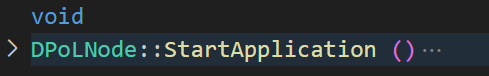 void
DPoLNode::StartApplication ()⋯